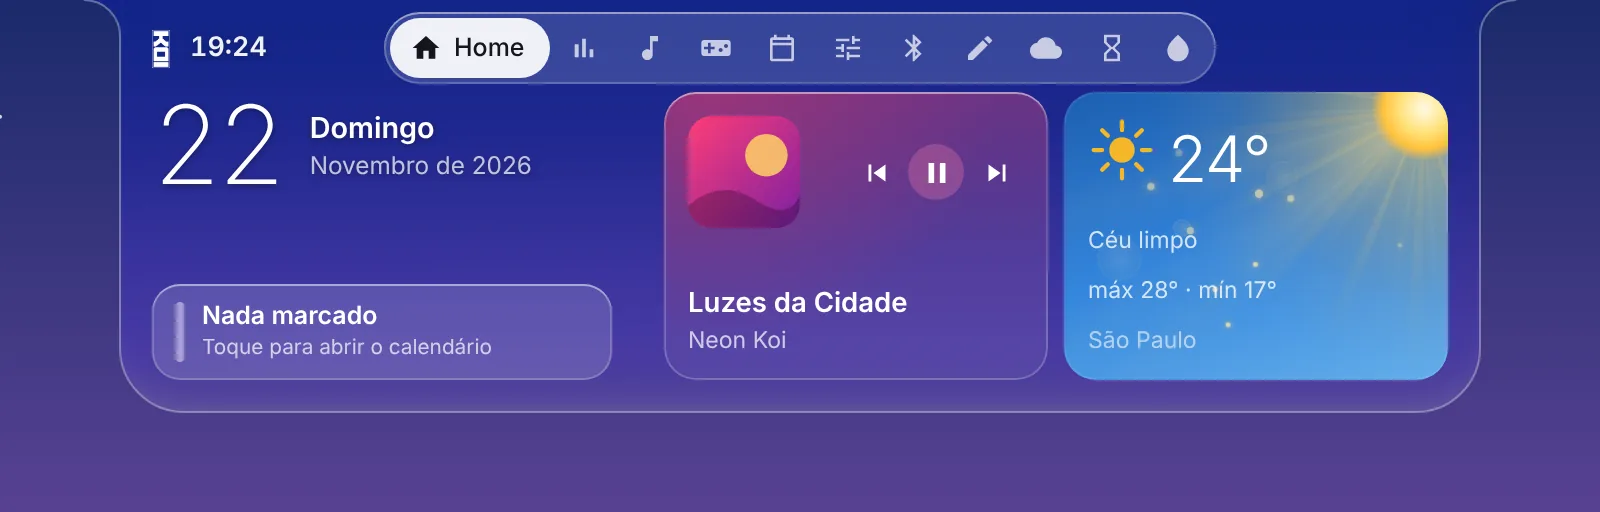 19:24
Home
22
Domingo
Novembro de 2026
Nada marcado
Toque para abrir o calendário
Luzes da Cidade
Neon Koi
24°
Céu limpo
máx 28° · mín 17°
São Paulo